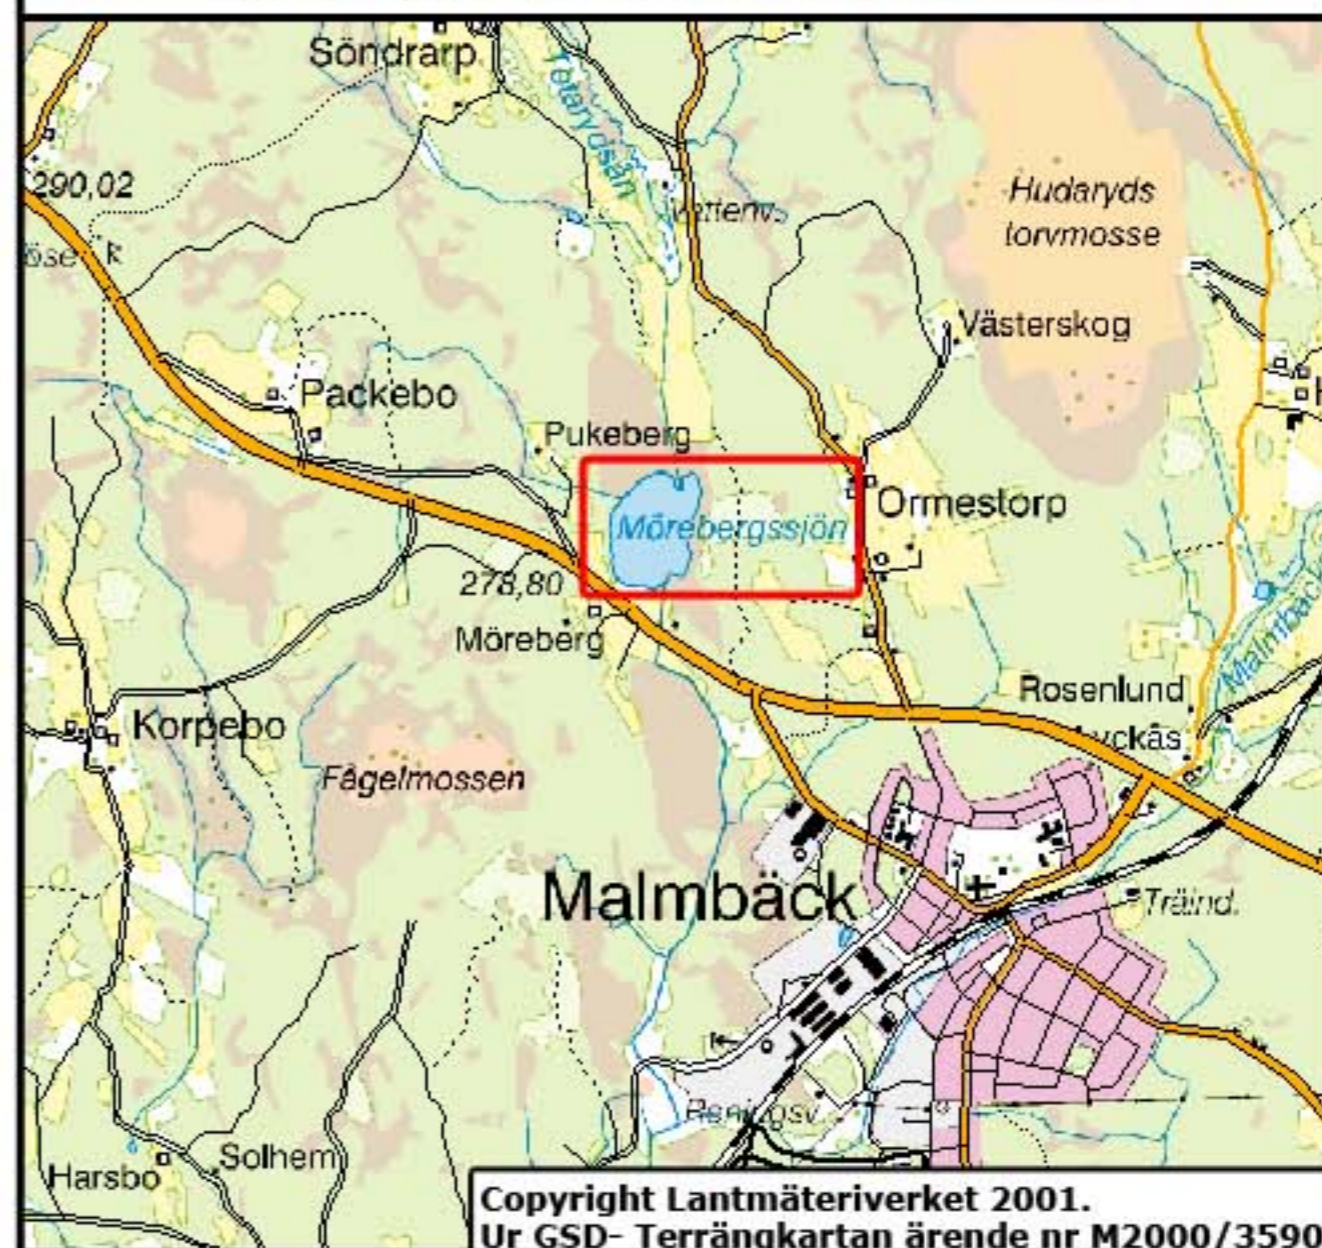 Söndrarp
Totarydsån
290,02
Hudaryds
torvmosse
Västerskog
Packebo
Pukeberg
Ormestorp
Mörebergssjön
278,80
Möreberg
Rosenlund
Korpebo
Fågelmossen
Malmbäck
Träind.
Solhem
Harsbo
Copyright Lantmäteriverket 2001.
Ur GSD- Terrängkartan ärende nr M2000/3590